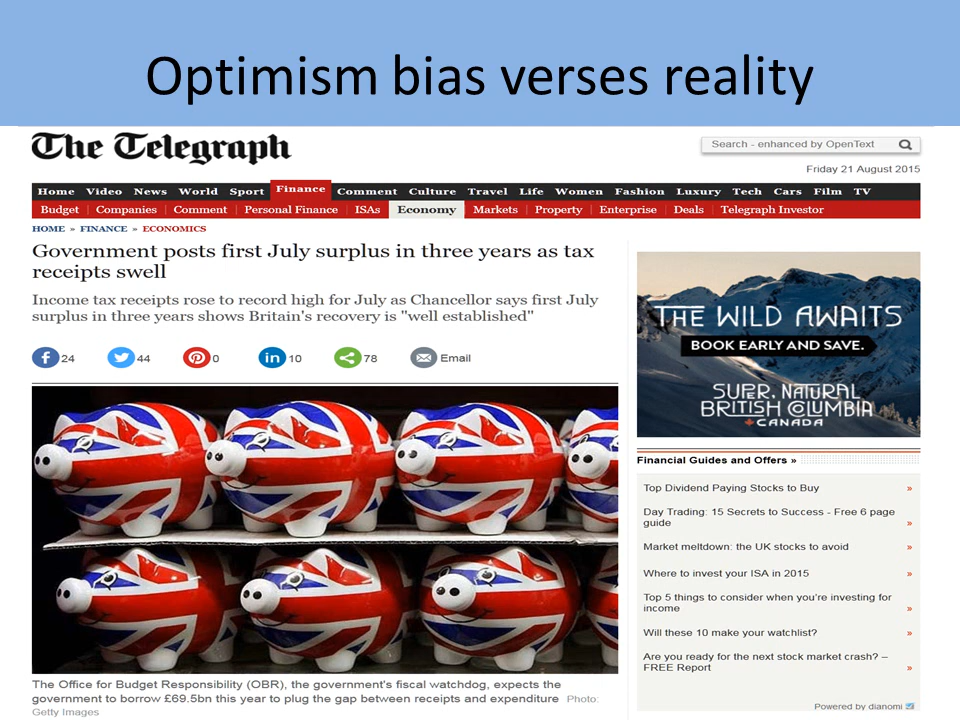 Optimism bias verses reality
The Telegraph
Search - enhanced by OpenText
Friday 21 August 2015
Home Video News World Sport Finance Comment Culture Travel Life Women Fashion Luxury Tech Cars Film TV
Budget Companies Comment Personal Finance ISAs Economy Markets Property Enterprise Deals Telegraph Investor
HOME » FINANCE » ECONOMICS
Government posts first July surplus in three years as tax
receipts swell
Income tax receipts rose to record high for July as Chancellor says first July
surplus in three years shows Britain's recovery is "well established"
24 44 0 in 10 78 Email
THE WILD AWAITS
BOOK EARLY AND SAVE.
SUPER, NATURAL
BRITISH COLUMBIA
CANADA
Financial Guides and Offers »
Top Dividend Paying Stocks to Buy »
Day Trading: 15 Secrets to Success - Free 6 page
guide »
Market meltdown: the UK stocks to avoid »
Where to invest your ISA in 2015 »
Top 5 things to consider when you're investing for
income »
Will these 10 make your watchlist? »
Are you ready for the next stock market crash? –
FREE Report »
Powered by dianomi
The Office for Budget Responsibility (OBR), the government's fiscal watchdog, expects the
government to borrow £69.5bn this year to plug the gap between receipts and expenditure Photo:
Getty Images